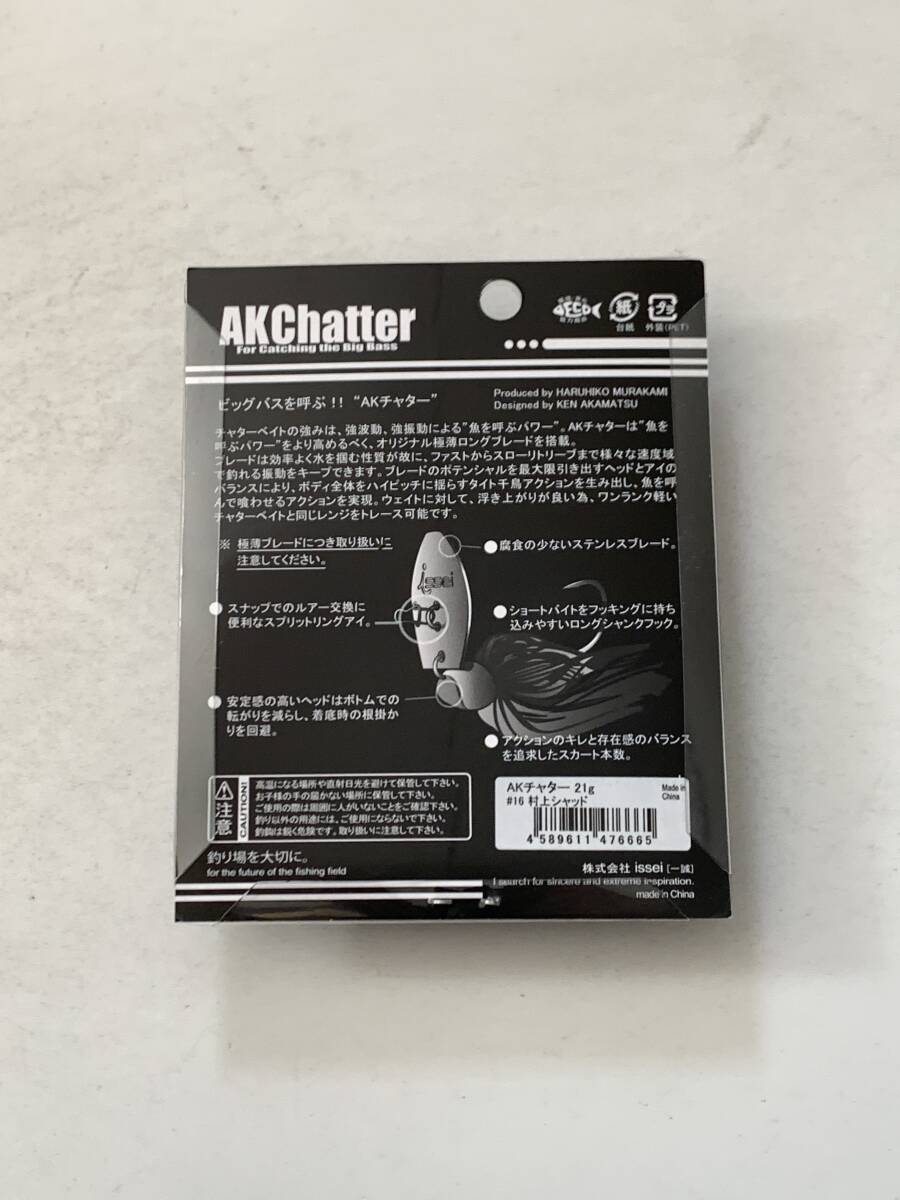 AKChatter
For Catching the Big Bass
台紙
外装(PET)
ビッグバスを呼ぶ!! “AKチャター”
Produced by HARUHIKO MURAKAMI
Designed by KEN AKAMATSU
チャターベイトの強みは、強波動、強振動による"魚を呼ぶパワー"。AKチャターは"魚を
呼ぶパワー"をより高めるべく、オリジナル極薄ロングブレードを搭載。
ブレードは効率よく水を掴む性質が故に、ファストからスローリトリーブまで様々な速度域
で釣れる振動をキープできます。ブレードのポテンシャルを最大限引き出すヘッドとアイの
バランスにより、ボディ全体をハイピッチに揺らすタイト千鳥アクションを生み出し、魚を呼
んで喰わせるアクションを実現。ウェイトに対して、浮き上がりが良い為、ワンランク軽い
チャターベイトと同じレンジをトレース可能です。
※ 極薄ブレードにつき取り扱いに
注意してください。
腐食の少ないステンレスブレード。
issei
スナップでのルアー交換に
便利なスプリットリングアイ。
ショートバイトをフッキングに持ち
込みやすいロングシャンクフック。
安定感の高いヘッドはボトムでの
転がりを減らし、着底時の根掛か
りを回避。
アクションのキレと存在感のバランス
を追求したスカート本数。
注意
CAUTION!
高温になる場所や直射日光を避けて保管して下さい。
お子様の手の届かない場所に保管して下さい。
ご使用の際は周囲に人がいないことをご確認下さい。
釣り以外の用途には、ご使用にならないで下さい。
釣鈎は鋭く危険です。取り扱いに注意して下さい。
AKチャター 21g
#16 村上シャッド
4 589611 476665
Made in
China
釣り場を大切に。
for the future of the fishing field
株式会社 issei [一誠]
I search for sincere and extreme inspiration.
made in China